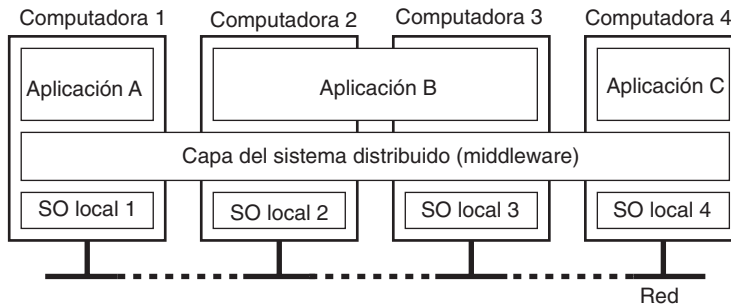 Computadora 1
Computadora 2
Computadora 3
Computadora 4
Aplicación A
Aplicación B
Aplicación C
Capa del sistema distribuido (middleware)
SO local 1
SO local 2
SO local 3
SO local 4
Red